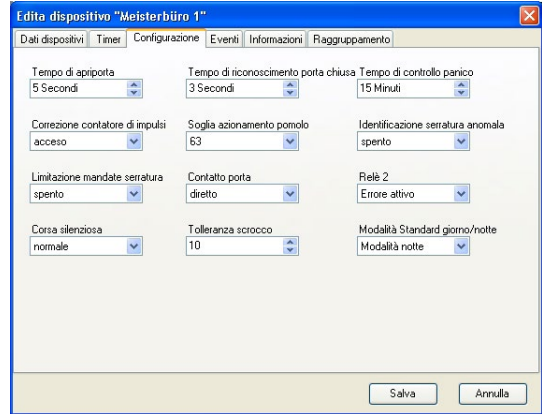 Edita dispositivo "Meisterbüro 1"
Dati dispositivi Timer Configurazione Eventi Informazioni Raggruppamento
Tempo di apriporta Tempo di riconoscimento porta chiusa Tempo di controllo panico
5 Secondi 3 Secondi 15 Minuti
Correzione contatore di impulsi Soglia azionamento pomolo Identificazione serratura anomala
acceso 63 spento
Limitazione mandate serratura Contatto porta Relè 2
spento diretto Errore attivo
Corsa silenziosa Tolleranza scrocco Modalità Standard giorno/notte
normale 10 Modalità notte
Salva Annulla